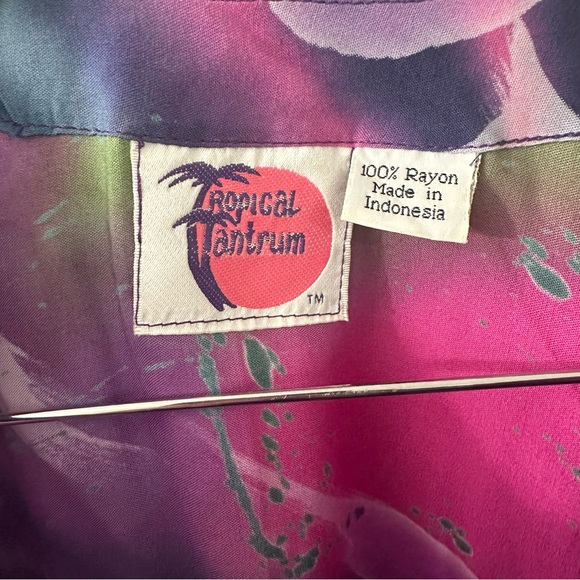 Tropical
Tantrum
TM
100% Rayon
Made in
Indonesia